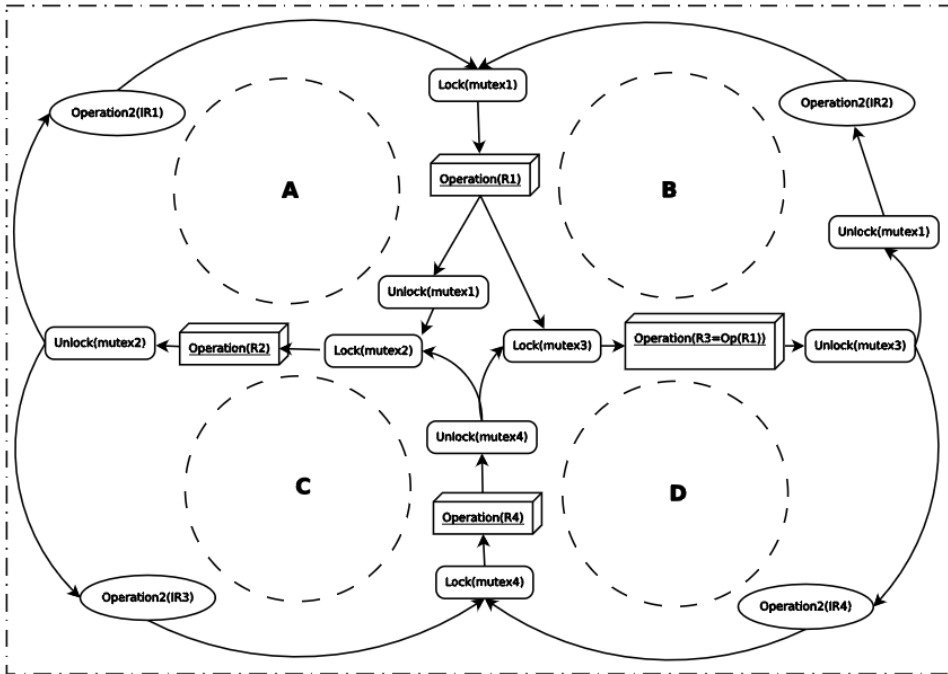 Lock(mutex1)
Operation2(IR1)
Operation2(IR2)
Operation(R1)
A
B
Unlock(mutex1)
Unlock(mutex1)
Unlock(mutex2)
Operation(R2)
Lock(mutex2)
Lock(mutex3)
Operation(R3=Op(R1))
Unlock(mutex3)
Unlock(mutex4)
C
D
Operation(R4)
Lock(mutex4)
Operation2(IR3)
Operation2(IR4)